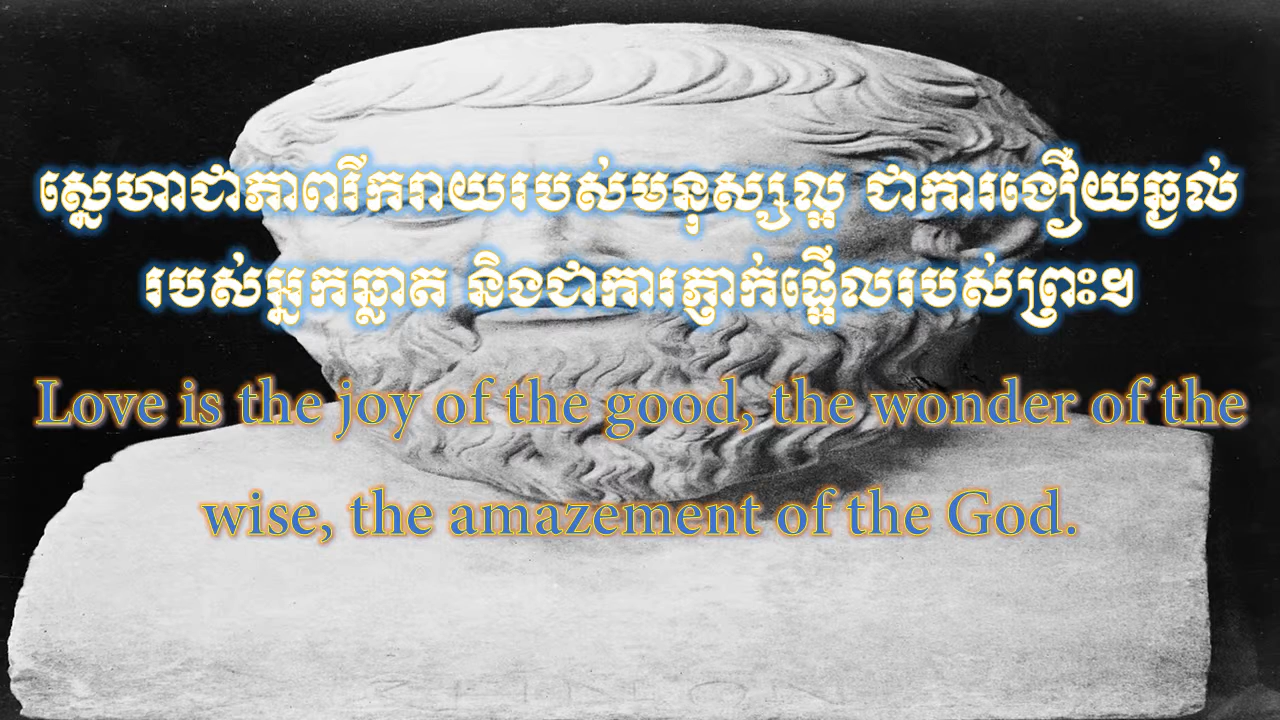 ស្នេហាជាភាពរីករាយរបស់មនុស្សល្អ ជាការងឿយឆ្ងល់
របស់អ្នកឆ្លាត និងជាការភ្ញាក់ផ្អើលរបស់ព្រះ។
Love is the joy of the good, the wonder of the
wise, the amazement of the God.